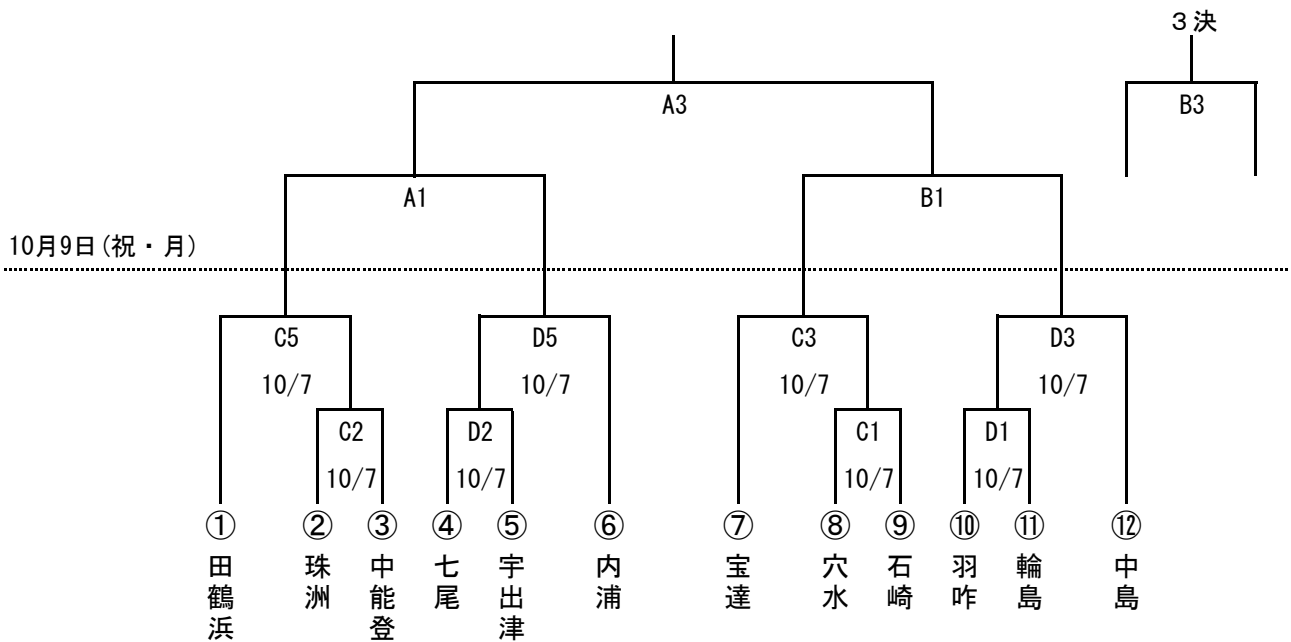 3決
A3
B3
A1
B1
10月9日(祝・月)
C5
D5
C3
D3
10/7
10/7
10/7
10/7
C2
D2
C1
D1
10/7
10/7
10/7
10/7
① ② ③ ④ ⑤ ⑥ ⑦ ⑧ ⑨ ⑩ ⑪ ⑫
田鶴浜
珠洲
中能登
七尾
宇出津
内浦
宝達
穴水
石崎
羽咋
輪島
中島